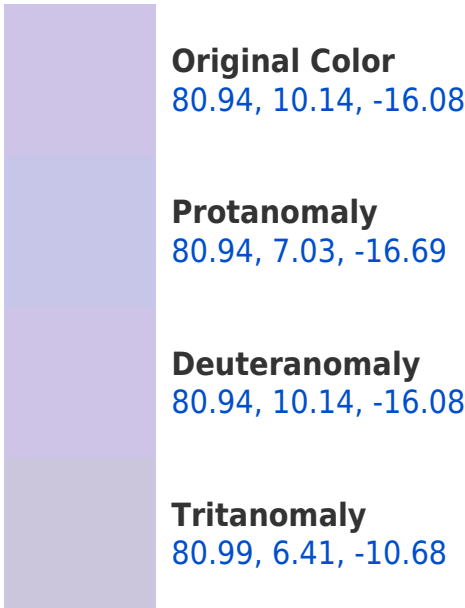 Original Color
80.94, 10.14, -16.08
Protanomaly
80.94, 7.03, -16.69
Deuteranomaly
80.94, 10.14, -16.08
Tritanomaly
80.99, 6.41, -10.68